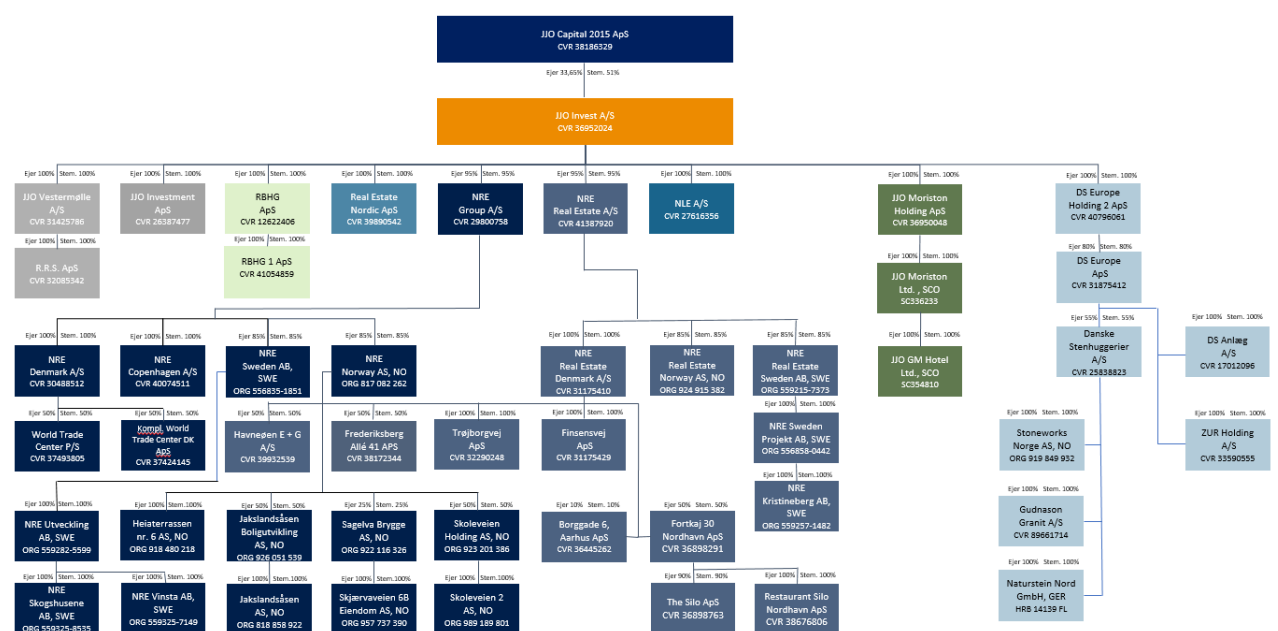 JJO Capital 2015 ApS
CVR 38186329
Ejer 33,65% Stem. 51%
JJO Invest A/S
CVR 36952024
Ejer 100% Stem. 100%
JJO Vestermølle
A/S
CVR 31425786
Ejer 100% Stem. 100%
R.R.S. ApS
CVR 32085342
Ejer 100% Stem. 100%
JJO Investment
ApS
CVR 26387477
Ejer 100% Stem. 100%
RBHG
ApS
CVR 12622406
Ejer 100% Stem. 100%
RBHG 1 ApS
CVR 41054859
Ejer 100% Stem. 100%
Real Estate
Nordic ApS
CVR 39890542
Ejer 95% Stem. 95%
NRE
Group A/S
CVR 29800758
Ejer 95% Stem. 95%
NRE
Real Estate A/S
CVR 41387920
Ejer 100% Stem. 100%
NLE A/S
CVR 27616356
Ejer 100% Stem. 100%
JJO Moriston
Holding ApS
CVR 36950048
Ejer 100% Stem. 100%
JJO Moriston
Ltd. , SCO
SC336233
Ejer 100% Stem. 100%
JJO GM Hotel
Ltd., SCO
SC354810
Ejer 100% Stem. 100%
DS Europe
Holding 2 ApS
CVR 40796061
Ejer 80% Stem. 80%
DS Europe
ApS
CVR 31875412
Ejer 55% Stem. 55%
Danske
Stenhuggerier
A/S
CVR 25838823
Ejer 100% Stem. 100%
DS Anlæg
A/S
CVR 17012096
Ejer 100% Stem. 100%
Stoneworks
Norge AS, NO
ORG 919 849 932
Ejer 100% Stem. 100%
ZUR Holding
A/S
CVR 33590555
Ejer 100% Stem. 100%
Gudnason
Granit A/S
CVR 89661714
Ejer 100% Stem. 100%
Naturstein Nord
GmbH, GER
HRB 14139 FL
Ejer 100% Stem. 100%
NRE
Denmark A/S
CVR 30488512
Ejer 100% Stem. 100%
NRE
Copenhagen A/S
CVR 40074511
Ejer 85% Stem. 85%
NRE
Sweden AB,
SWE
ORG 556835-1851
Ejer 85% Stem. 85%
NRE
Norway AS, NO
ORG 817 082 262
Ejer 100% Stem. 100%
NRE
Real Estate
Denmark A/S
CVR 31175410
Ejer 85% Stem. 85%
NRE
Real Estate
Norway AS, NO
ORG 924 915 382
Ejer 85% Stem. 85%
NRE
Real Estate
Sweden AB, SWE
ORG 559215-7373
Ejer 50% Stem. 50%
World Trade
Center P/S
CVR 37493805
Ejer 50% Stem. 50%
Kompl. World
Trade Center DK
ApS
CVR 37424145
Ejer 50% Stem. 50%
Havneøen E + G
A/S
CVR 39932539
Ejer 50% Stem. 50%
Frederiksberg
Allé 41 APS
CVR 38172344
Ejer 100% Stem. 100%
Trøjborgvej
ApS
CVR 32290248
Ejer 100% Stem. 100%
Finsensvej
ApS
CVR 31175429
Ejer 100% Stem. 100%
NRE Sweden
Projekt AB, SWE
ORG 556858-0442
Ejer 100% Stem. 100%
NRE
Kristineberg AB,
SWE
ORG 559257-1482
Ejer 100% Stem. 100%
NRE Utveckling
AB, SWE
ORG 559282-5599
Ejer 100% Stem.100%
Heiaterrassen
nr. 6 AS, NO
ORG 918 480 218
Ejer 50% Stem. 50%
Jakslandsåsen
Boligutvikling
AS, NO
ORG 926 051 539
Ejer 25% Stem. 25%
Sagelva Brygge
AS, NO
ORG 922 116 326
Ejer 50% Stem. 50%
Skoleveien
Holding AS, NO
ORG 923 201 386
Ejer 10% Stem. 10%
Borggade 6,
Aarhus ApS
CVR 36445262
Ejer 50% Stem. 50%
Fortkaj 30
Nordhavn ApS
CVR 36898291
Ejer 100% Stem. 100%
NRE
Skogshusene
AB, SWE
ORG 559325-8535
Ejer 100% Stem. 100%
NRE Vinsta AB,
SWE
ORG 559325-7149
Ejer 100% Stem.100%
Jakslandsåsen
AS, NO
ORG 818 858 922
Ejer 100% Stem.100%
Skjærvaveien 6B
Eiendom AS, NO
ORG 957 737 390
Ejer 100% Stem.100%
Skoleveien 2
AS, NO
ORG 989 189 801
Ejer 90% Stem. 90%
The Silo ApS
CVR 36898763
Ejer 100% Stem. 100%
Restaurant Silo
Nordhavn ApS
CVR 38676806